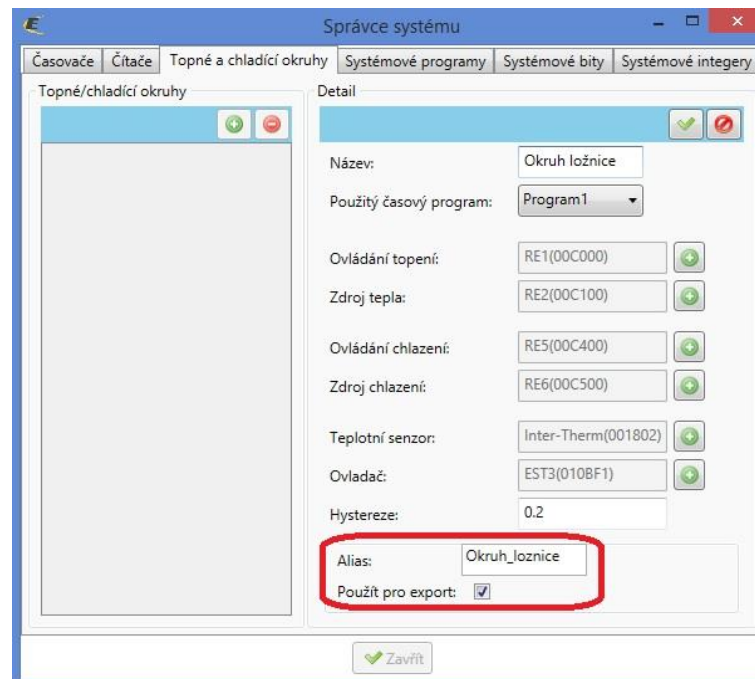 Správce systému
Časovače Čítače Topné a chladící okruhy Systémové programy Systémové bity Systémové integery
Topné/chladící okruhy
Detail
Název: Okruh ložnice
Použitý časový program: Program1
Ovládání topení: RE1(00C000)
Zdroj tepla: RE2(00C100)
Ovládání chlazení: RE5(00C400)
Zdroj chlazení: RE6(00C500)
Teplotní senzor: Inter-Therm(001802)
Ovladač: EST3(010BF1)
Hystereze: 0.2
Alias: Okruh_loznice
Použít pro export:
Zavřít